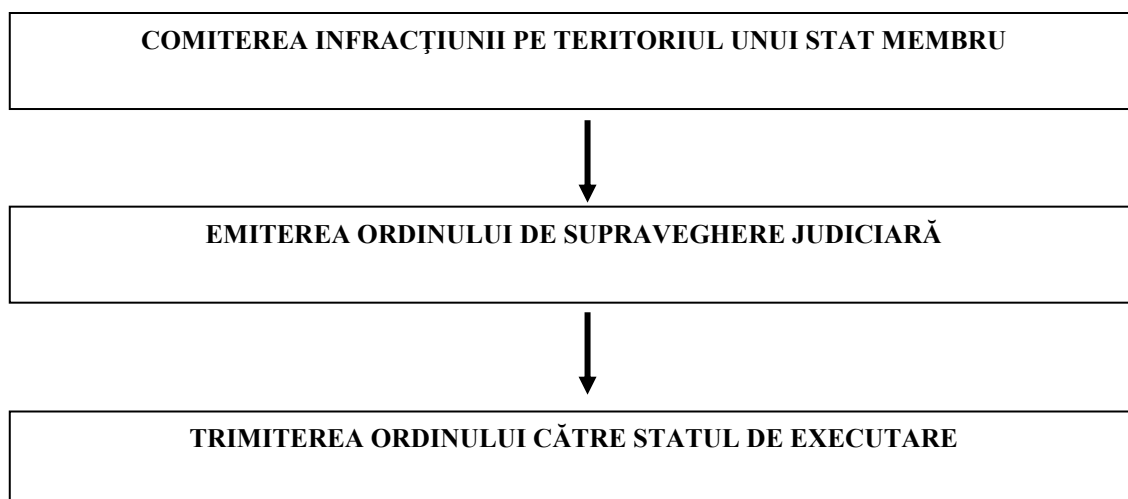 COMITEREA INFRACŢIUNII PE TERITORIUL UNUI STAT MEMBRU
EMITEREA ORDINULUI DE SUPRAVEGHERE JUDICIARĂ
TRIMITEREA ORDINULUI CĂTRE STATUL DE EXECUTARE